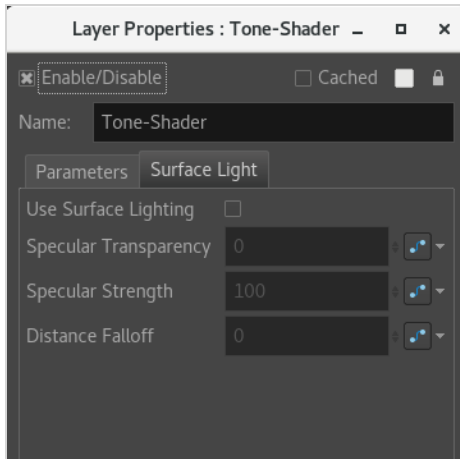 Layer Properties : Tone-Shader
Enable/Disable Cached
Name: Tone-Shader
Parameters Surface Light
Use Surface Lighting
Specular Transparency 0
Specular Strength 100
Distance Falloff 0